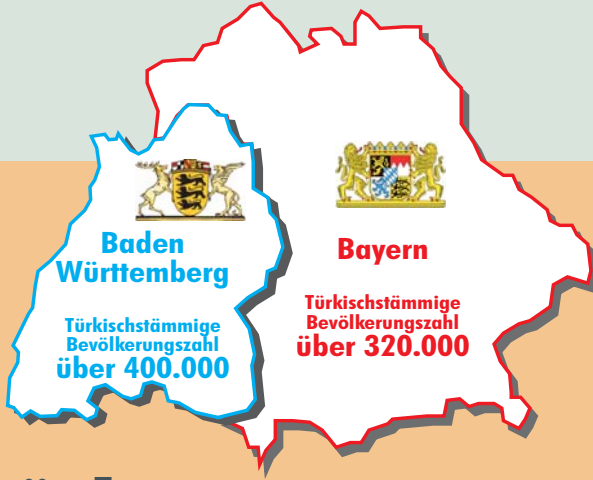 Baden
Württemberg
Türkischstämmige
Bevölkerungszahl
über 400.000
Bayern
Türkischstämmige
Bevölkerungszahl
über 320.000